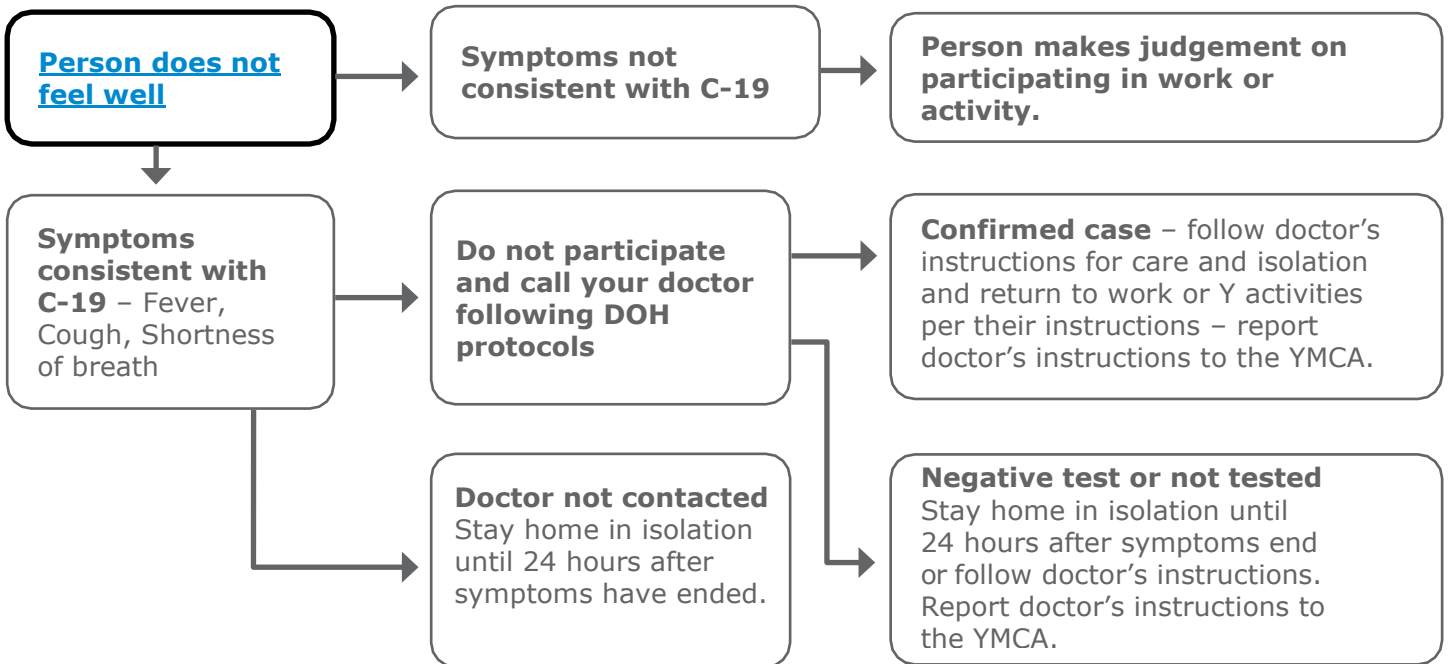 Person does not
feel well
Symptoms not
consistent with C-19
Person makes judgement on
participating in work or
activity.
Symptoms
consistent with
C-19 – Fever,
Cough, Shortness
of breath
Do not participate
and call your doctor
following DOH
protocols
Confirmed case – follow doctor’s
instructions for care and isolation
and return to work or Y activities
per their instructions – report
doctor’s instructions to the YMCA.
Doctor not contacted
Stay home in isolation
until 24 hours after
symptoms have ended.
Negative test or not tested
Stay home in isolation until
24 hours after symptoms end
or follow doctor’s instructions.
Report doctor’s instructions to
the YMCA.